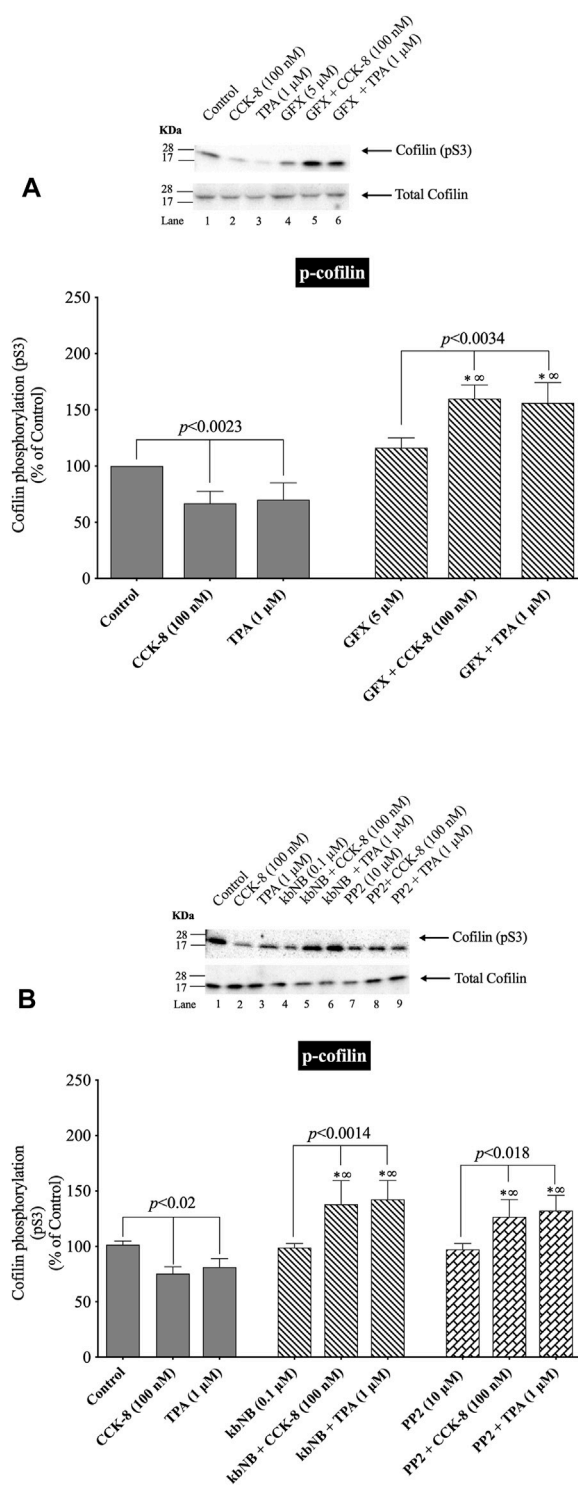 Control
CCK-8 (100 nM)
TPA (1 µM)
GFX (5 µM)
GFX + CCK-8 (100 nM)
GFX + TPA (1 µM)
KDa
28
17
Cofilin (pS3)
28
17
Total Cofilin
Lane 1 2 3 4 5 6
A
p-cofilin
Cofilin phosphorylation (pS3)
(% of Control)
250
200
150
100
50
0
p<0.0023
p<0.0034
* ∞
* ∞
Control
CCK-8 (100 nM)
TPA (1 µM)
GFX (5 µM)
GFX + CCK-8 (100 nM)
GFX + TPA (1 µM)
Control
CCK-8 (100 nM)
TPA (1 µM)
kbNB (0.1 µM)
kbNB + CCK-8 (100 nM)
kbNB + TPA (1 µM)
PP2 (10 µM)
PP2+ CCK-8 (100 nM)
PP2 + TPA (1 µM)
KDa
28
17
Cofilin (pS3)
28
17
Total Cofilin
Lane 1 2 3 4 5 6 7 8 9
B
p-cofilin
Cofilin phosphorylation
(pS3)
(% of Control)
250
200
150
100
50
0
p<0.02
p<0.0014
p<0.018
*∞
*∞
*∞
*∞
Control
CCK-8 (100 nM)
TPA (1 µM)
kbNB (0.1 µM)
kbNB + CCK-8 (100 nM)
kbNB + TPA (1 µM)
PP2 (10 µM)
PP2 + CCK-8 (100 nM)
PP2 + TPA (1 µM)